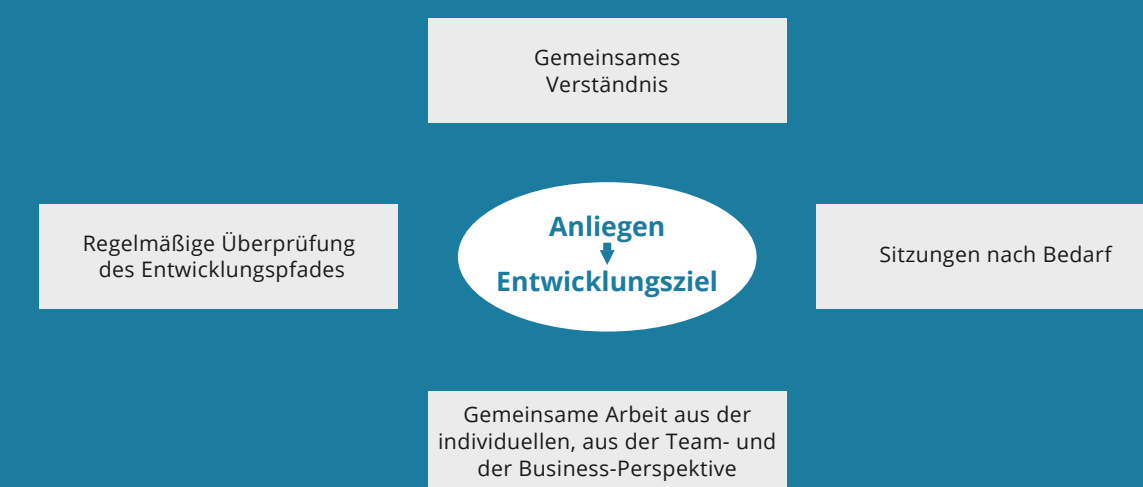 Gemeinsames
Verständnis
Regelmäßige Überprüfung
des Entwicklungspfades
Anliegen
Entwicklungsziel
Sitzungen nach Bedarf
Gemeinsame Arbeit aus der
individuellen, aus der Team- und
der Business-Perspektive